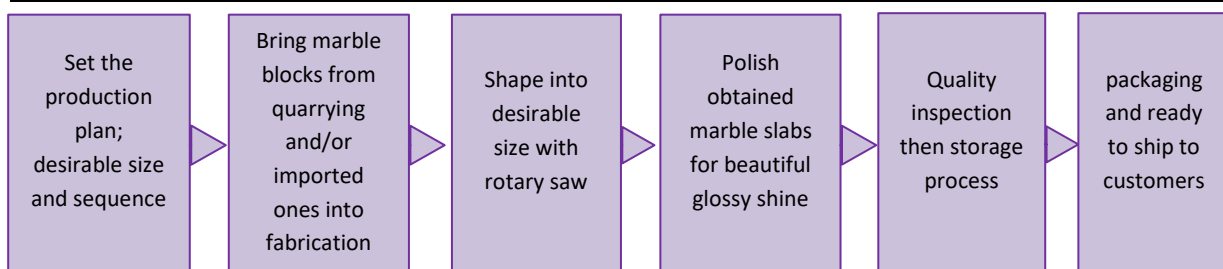 Set the
production
plan;
desirable size
and sequence
Bring marble
blocks from
quarrying
and/or
imported
ones into
fabrication
Shape into
desirable
size with
rotary saw
Polish
obtained
marble slabs
for beautiful
glossy shine
Quality
inspection
then storage
process
packaging
and ready
to ship to
customers